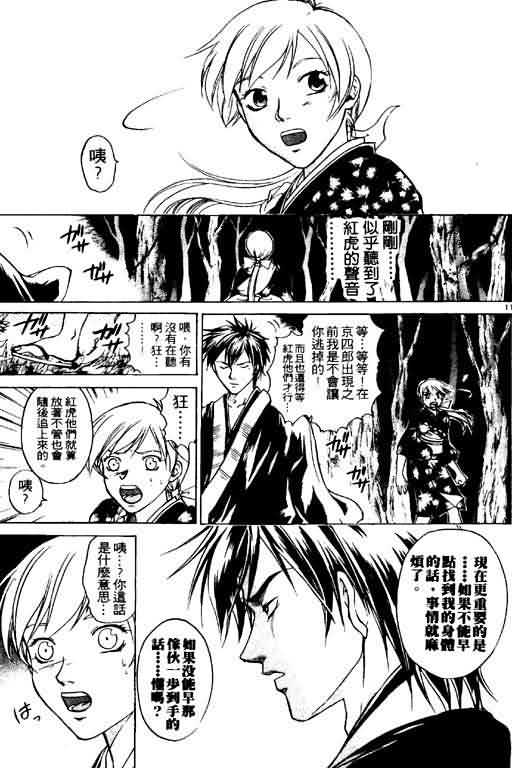 咦?
剛剛……
似乎聽到了
紅虎的聲音
……
11
等…等等!在
京四郎出現之
前我是不會讓
你逃掉的!
而且也還得等
紅虎他們才行…
喂,你有
沒有在聽
啊?狂…
狂…
紅虎他們就算
放著不管也會
隨後追上來的。
咦?
現在更重要的是
……如果不能早
點找到我的身體
的話,事情就麻
煩了。
如果沒能早那
傢伙一步到手的
話……懂嗎?
咦…?你這話
是什麼意思…
はっ